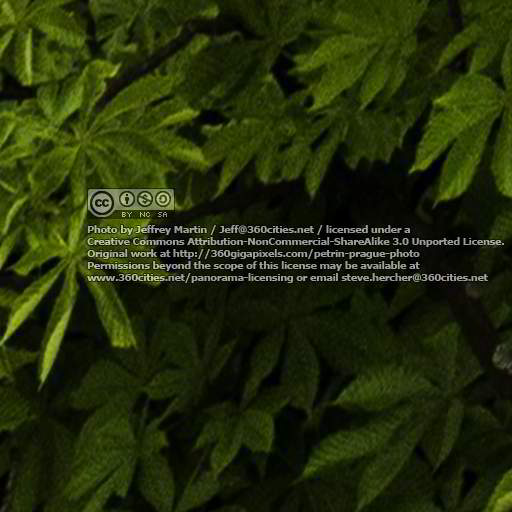 cc
BY NC SA
Photo by Jeffrey Martin / Jeff@360cities.net / licensed under a
Creative Commons Attribution-NonCommercial-ShareAlike 3.0 Unported License.
Original work at http://360gigapixels.com/petrin-prague-photo
Permissions beyond the scope of this license may be available at
www.360cities.net/panorama-licensing or email steve.hercher@360cities.net